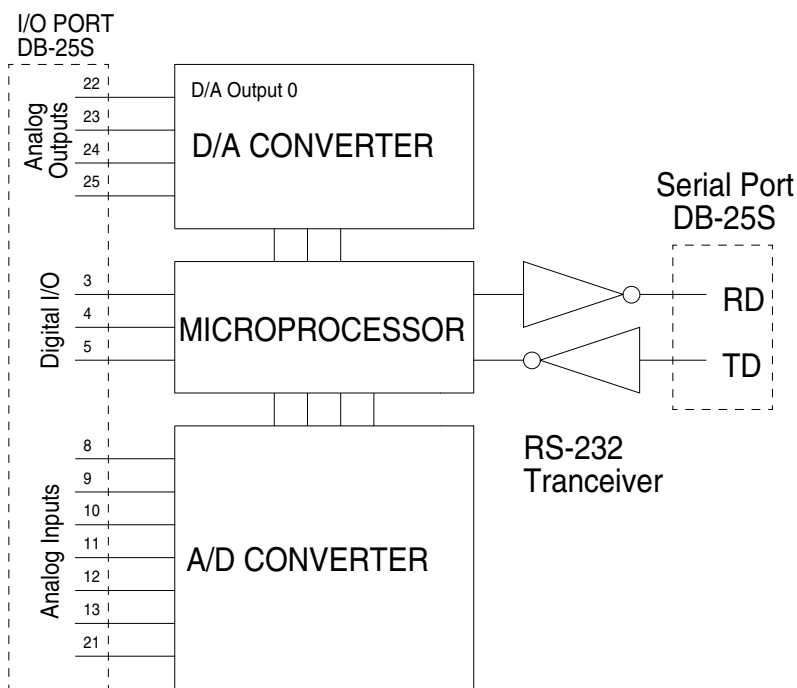 I/O PORT
DB-25S
22
23
24
25
Analog
Outputs
D/A Output 0
D/A CONVERTER
Serial Port
DB-25S
3
4
5
Digital I/O
MICROPROCESSOR
RD
TD
RS-232
Tranceiver
8
9
10
11
12
13
21
Analog Inputs
A/D CONVERTER